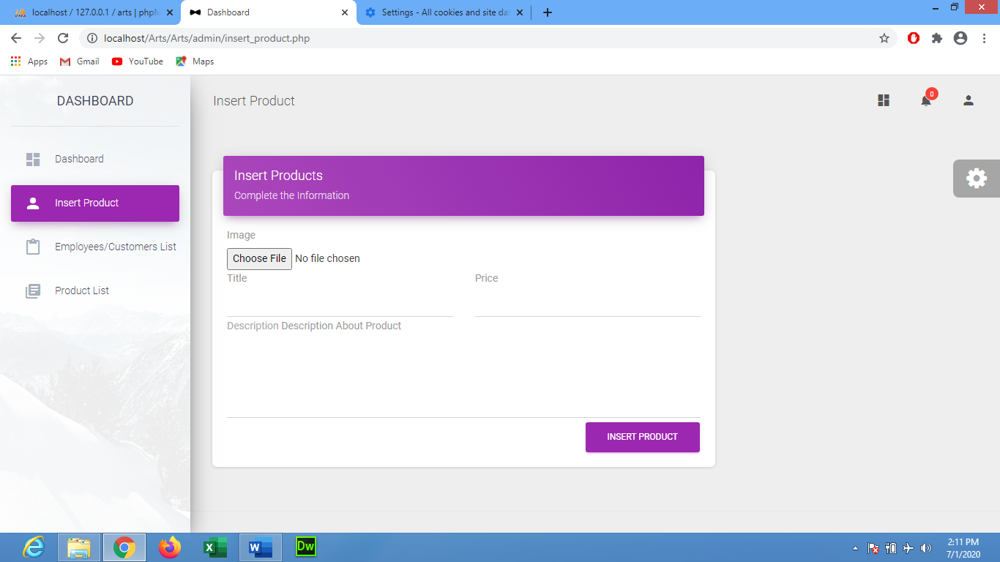 localhost / 127.0.0.1 / arts | phpM
Dashboard
Settings - All cookies and site dat
localhost/Arts/Arts/admin/insert_product.php
Apps
Gmail
YouTube
Maps
DASHBOARD
Insert Product
0
Dashboard
Insert Product
Employees/Customers List
Product List
Insert Products
Complete the Information
Image
Choose File No file chosen
Title
Price
Description Description About Product
INSERT PRODUCT
Dw
2:11 PM
7/1/2020